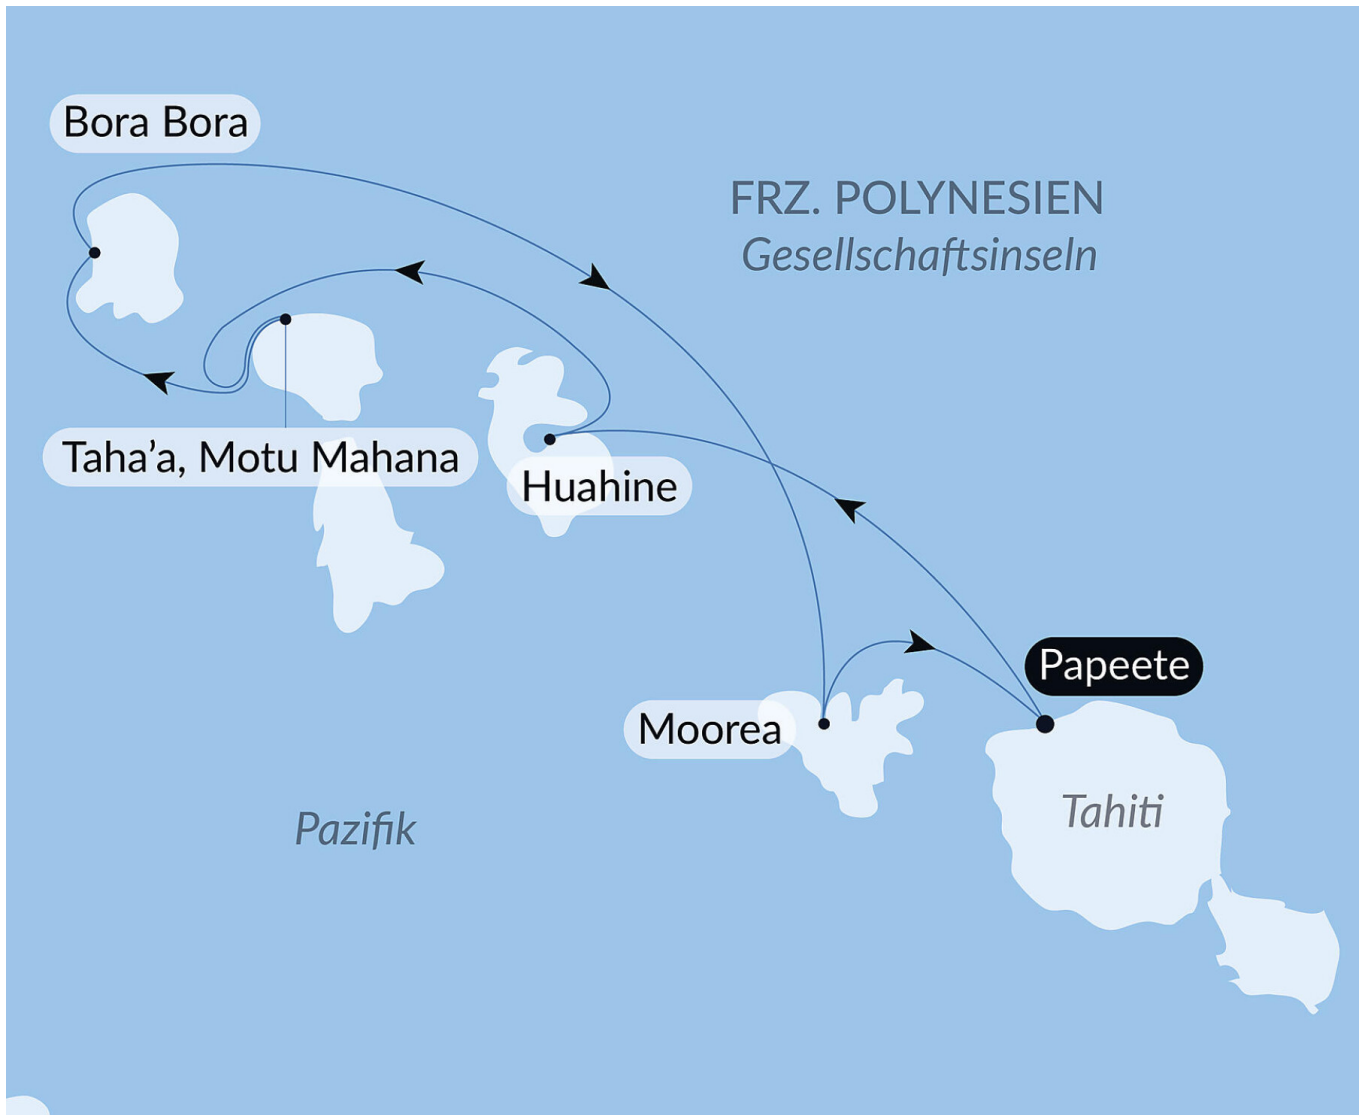 Bora Bora
FRZ. POLYNESIEN
Gesellschaftsinseln
Taha’a, Motu Mahana
Huahine
Papeete
Moorea
Tahiti
Pazifik